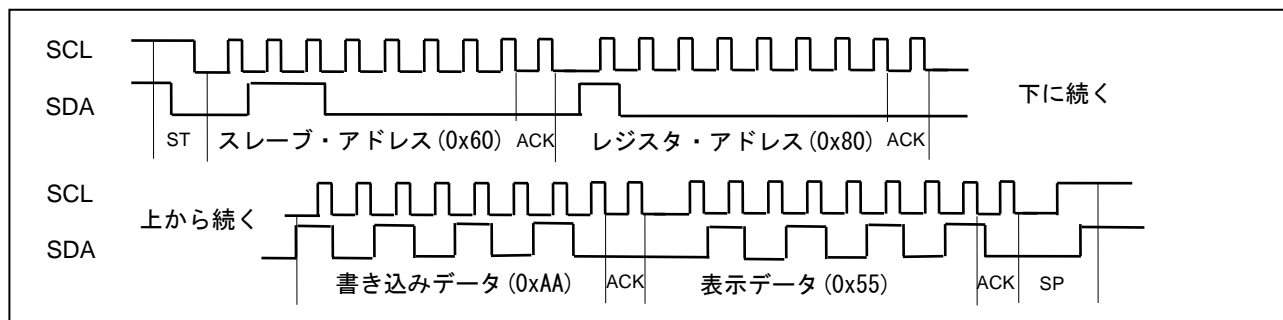 SCL
SDA
下に続く
ST スレーブ・アドレス(0x60) ACK レジスタ・アドレス(0x80) ACK
SCL
上から続く
SDA
書き込みデータ(0xAA) ACK 表示データ(0x55) ACK SP